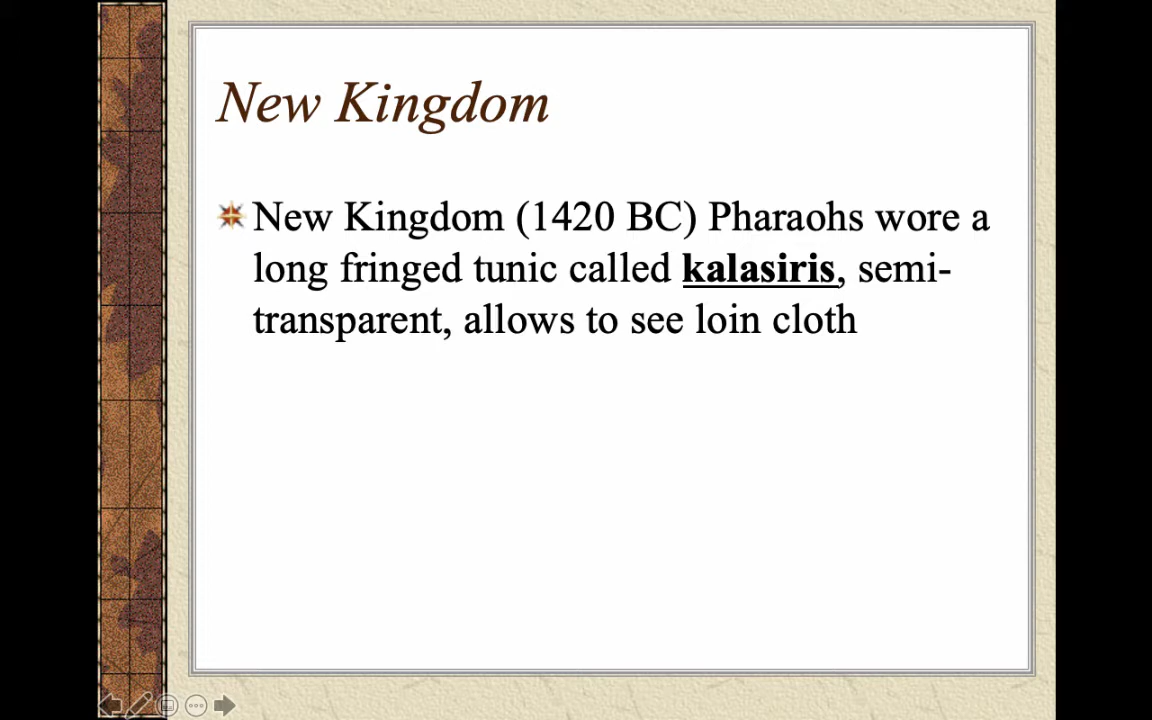 New Kingdom
New Kingdom (1420 BC) Pharaohs wore a
long fringed tunic called kalasiris, semi-
transparent, allows to see loin cloth